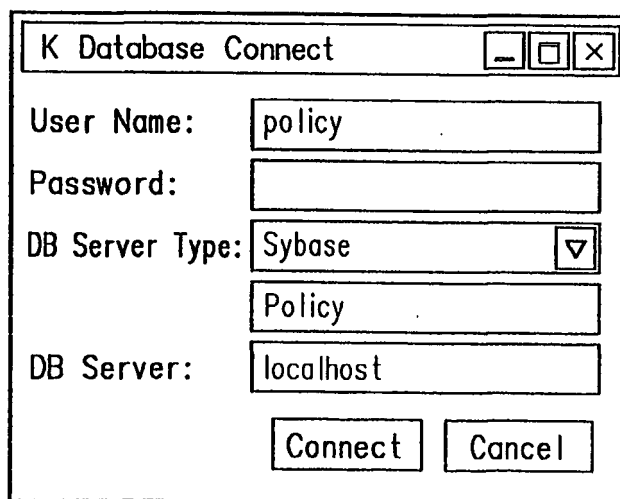 K Database Connect
User Name: policy
Password:
DB Server Type: Sybase
Policy
DB Server: localhost
Connect Cancel